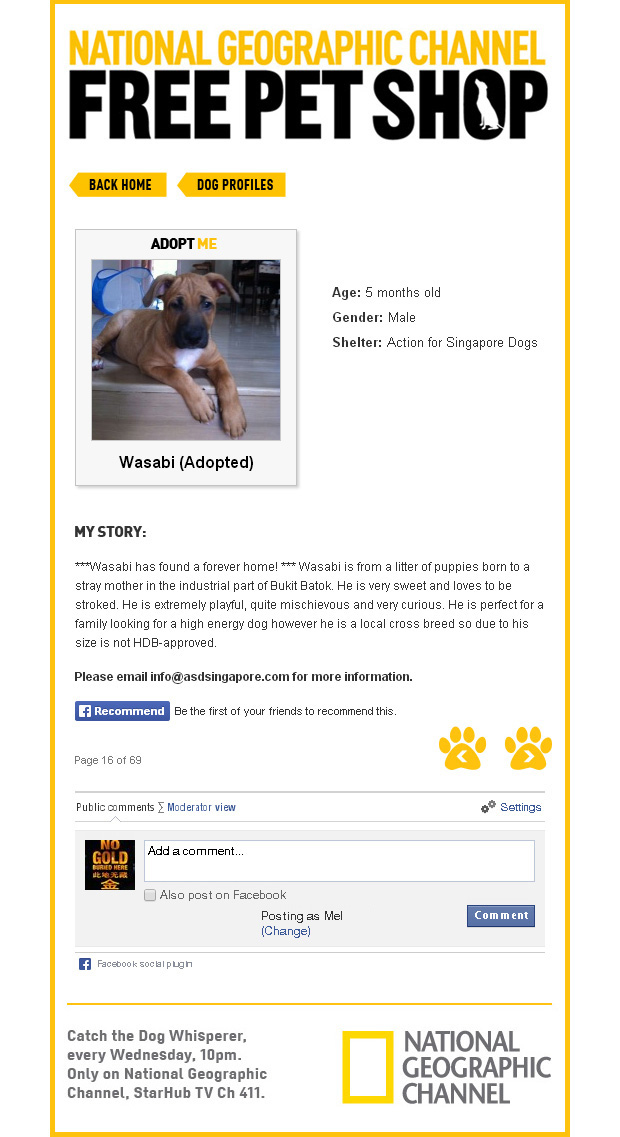 NATIONAL GEOGRAPHIC CHANNEL
FREE PET SHOP
BACK HOME
DOG PROFILES
ADOPT ME
Wasabi (Adopted)
Age: 5 months old
Gender: Male
Shelter: Action for Singapore Dogs
MY STORY:
***Wasabi has found a forever home! *** Wasabi is from a litter of puppies born to a
stray mother in the industrial part of Bukit Batok. He is very sweet and loves to be
stroked. He is extremely playful, quite mischievous and very curious. He is perfect for a
family looking for a high energy dog however he is a local cross breed so due to his
size is not HDB-approved.
Please email info@asdsingapore.com for more information.
Recommend Be the first of your friends to recommend this.
Page 16 of 69
Public comments Moderator view
Settings
NO
GOLD
BURIED HERE
此地无藏
金
Add a comment...
Also post on Facebook
Posting as Mel
(Change)
Comment
Facebook social plugin
Catch the Dog Whisperer,
every Wednesday, 10pm.
Only on National Geographic
Channel, StarHub TV Ch 411.
NATIONAL
GEOGRAPHIC
CHANNEL